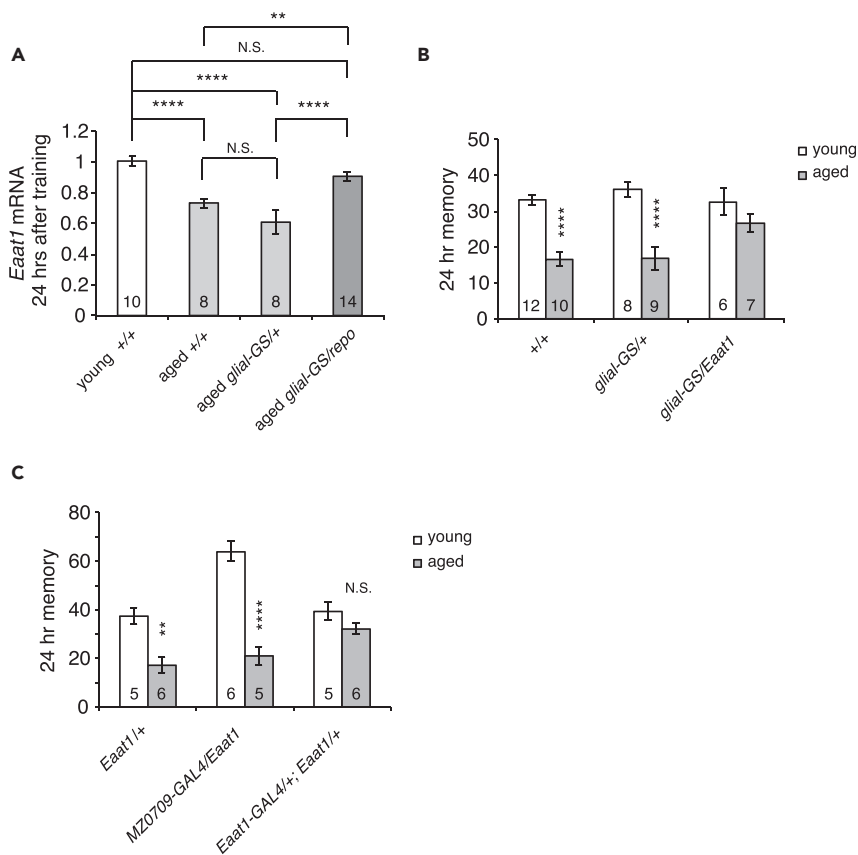 A
**
N.S.
****
****
****
N.S.
Eaat1 mRNA
24 hrs after training
1.2
1
0.8
0.6
0.4
0.2
0
10
8
8
14
young +/+
aged +/+
aged glial-GS/+
aged glial-GS/repo
B
24 hr memory
50
40
30
20
10
0
****
****
12
10
8
9
6
7
+/+
glial-GS/+
glial-GS/Eaat1
young
aged
C
24 hr memory
80
60
40
20
0
**
****
N.S.
5
6
6
5
5
6
Eaat1/+
MZ0709-GAL4/Eaat1
Eaat1-GAL4/+; Eaat1/+
young
aged